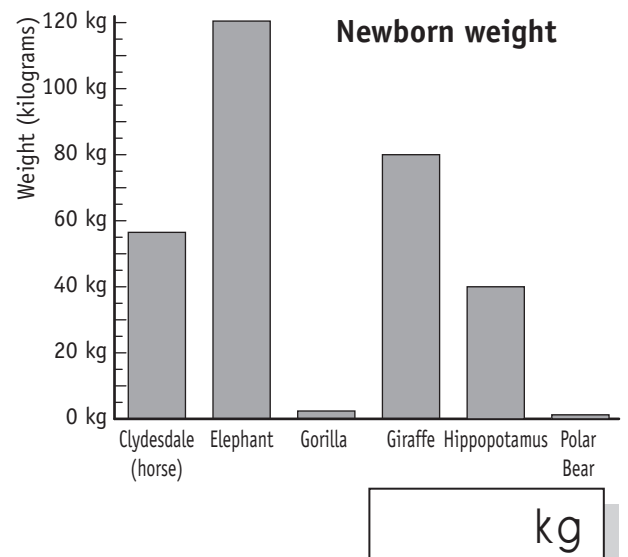 Newborn weight
Weight (kilograms)
120 kg
100 kg
80 kg
60 kg
40 kg
20 kg
0 kg
Clydesdale (horse)
Elephant
Gorilla
Giraffe
Hippopotamus
Polar Bear
kg